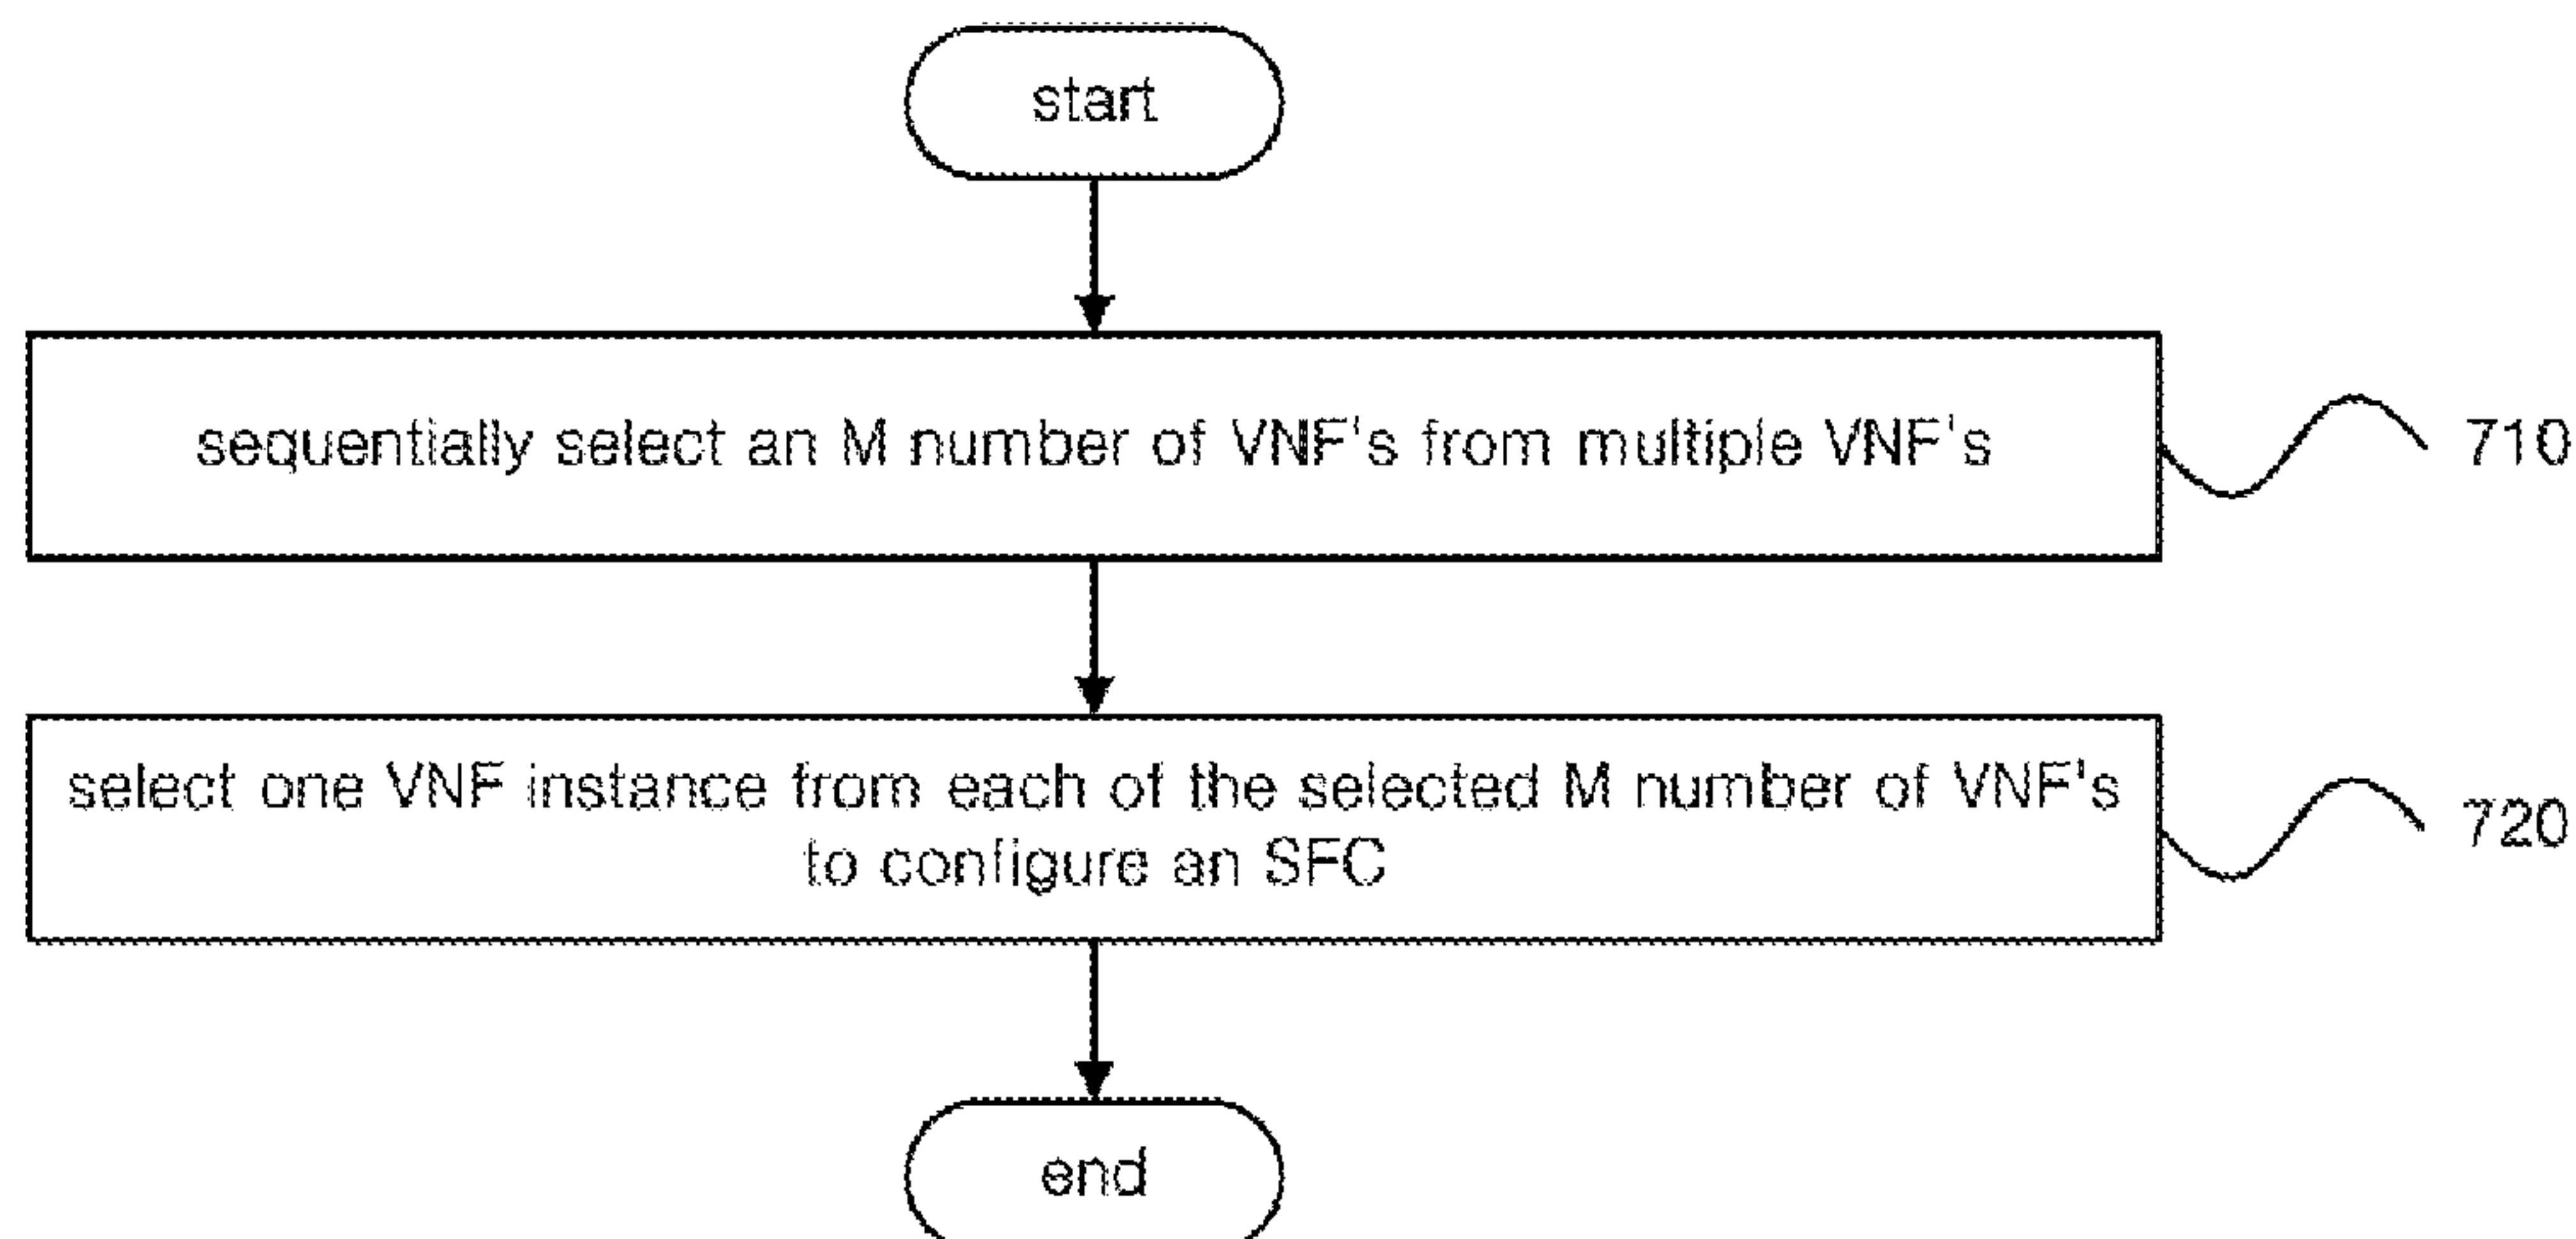 start
sequentially select an M number of VNF's from multiple VNF's
710
select one VNF instance from each of the selected M number of VNF's
to configure an SFC
720
end